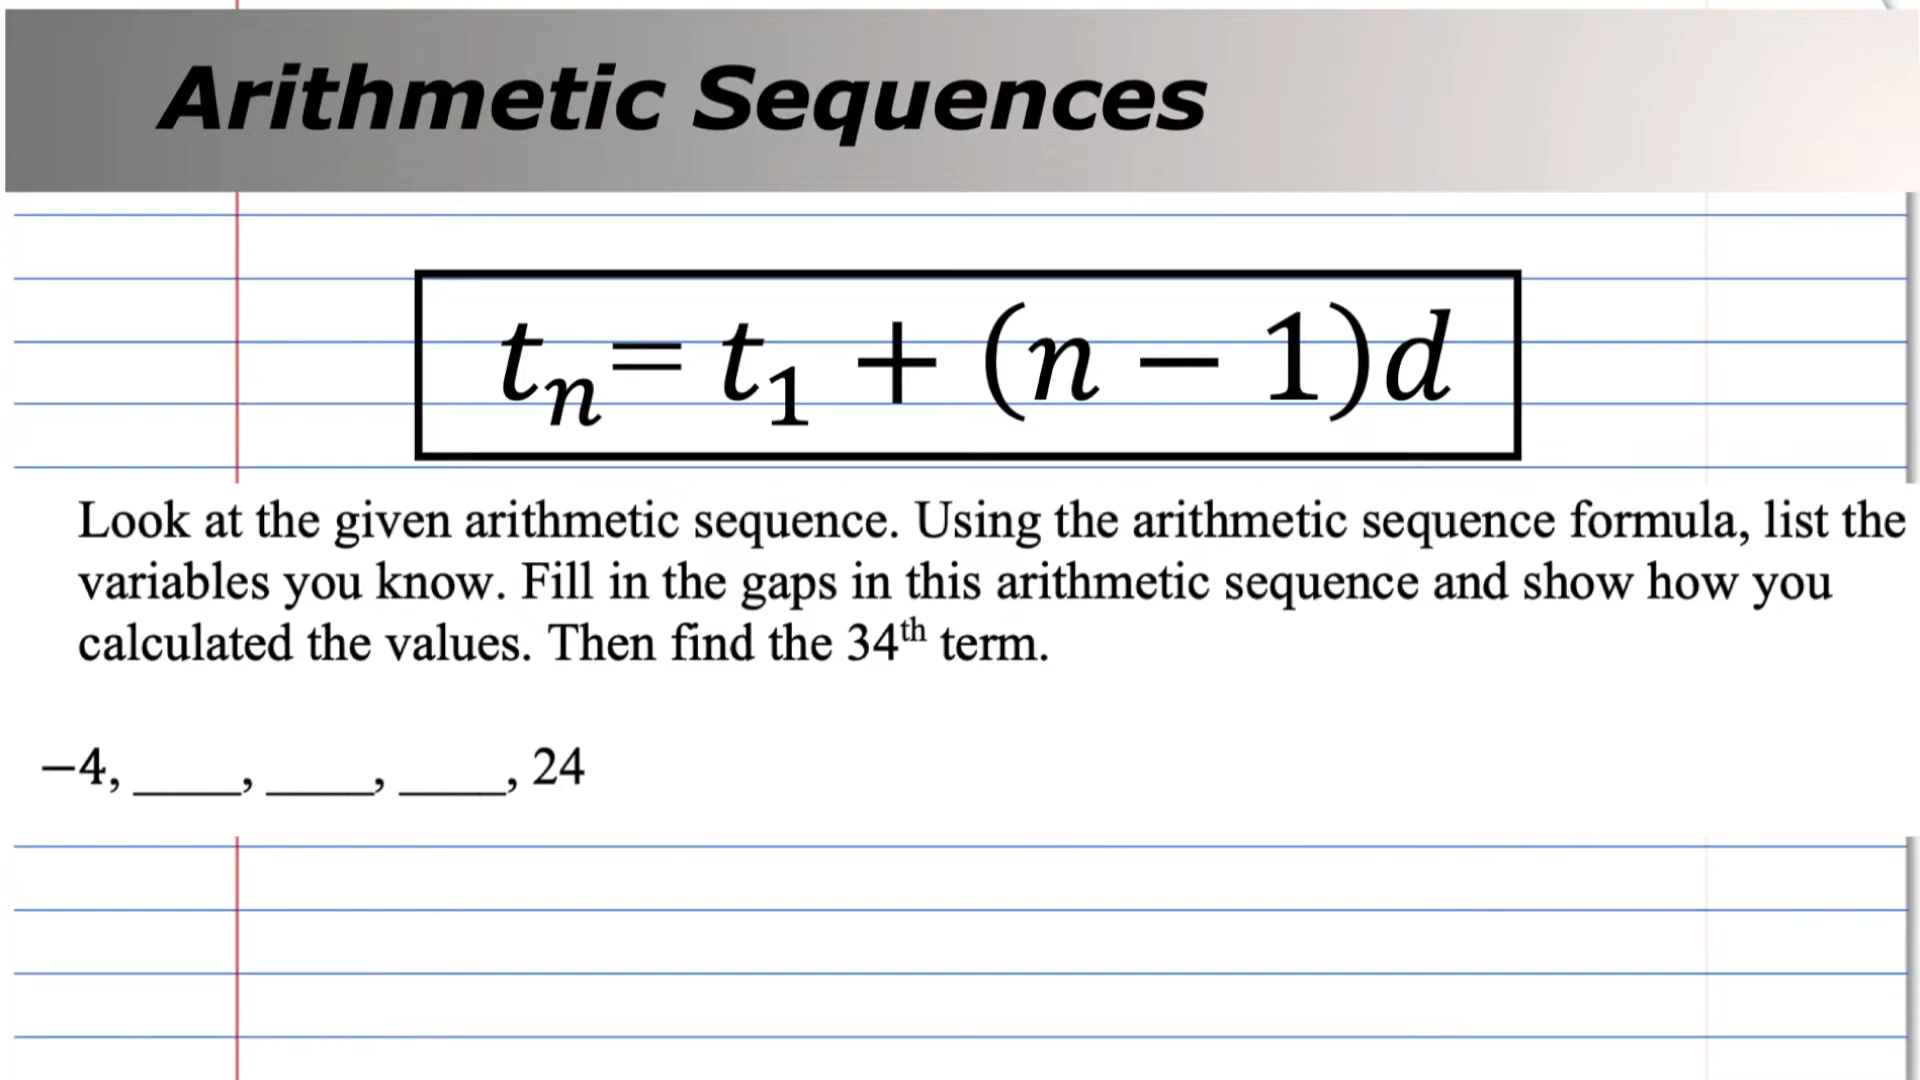 Arithmetic Sequences
tₙ= t₁ + (n − 1)d
Look at the given arithmetic sequence. Using the arithmetic sequence formula, list the
variables you know. Fill in the gaps in this arithmetic sequence and show how you
calculated the values. Then find the 34th term.
−4, ____, ____, ____, 24